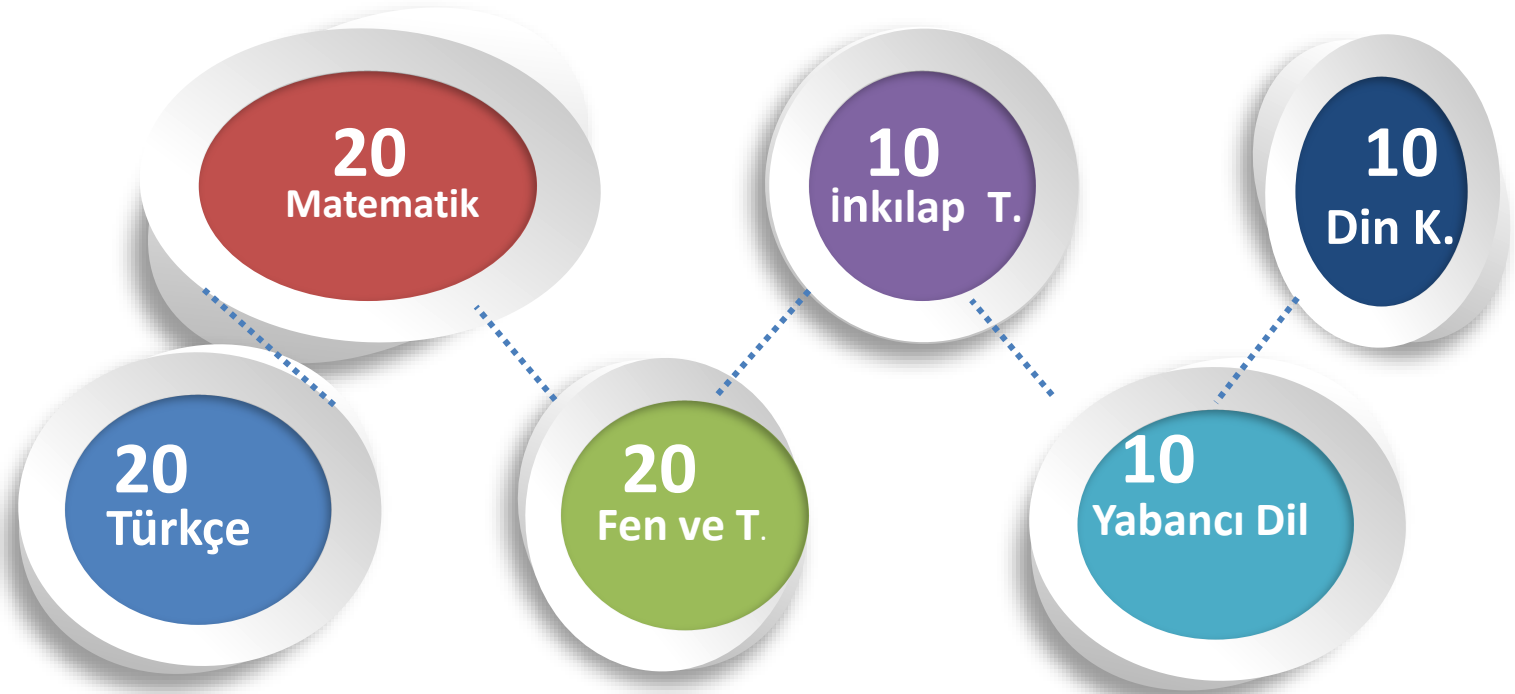 20
Matematik
10
inkılap T.
10
Din K.
20
Türkçe
20
Fen ve T.
10
Yabancı Dil